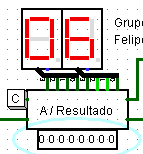 06
Grupo
Felipe
C
A / Resultado
00000000